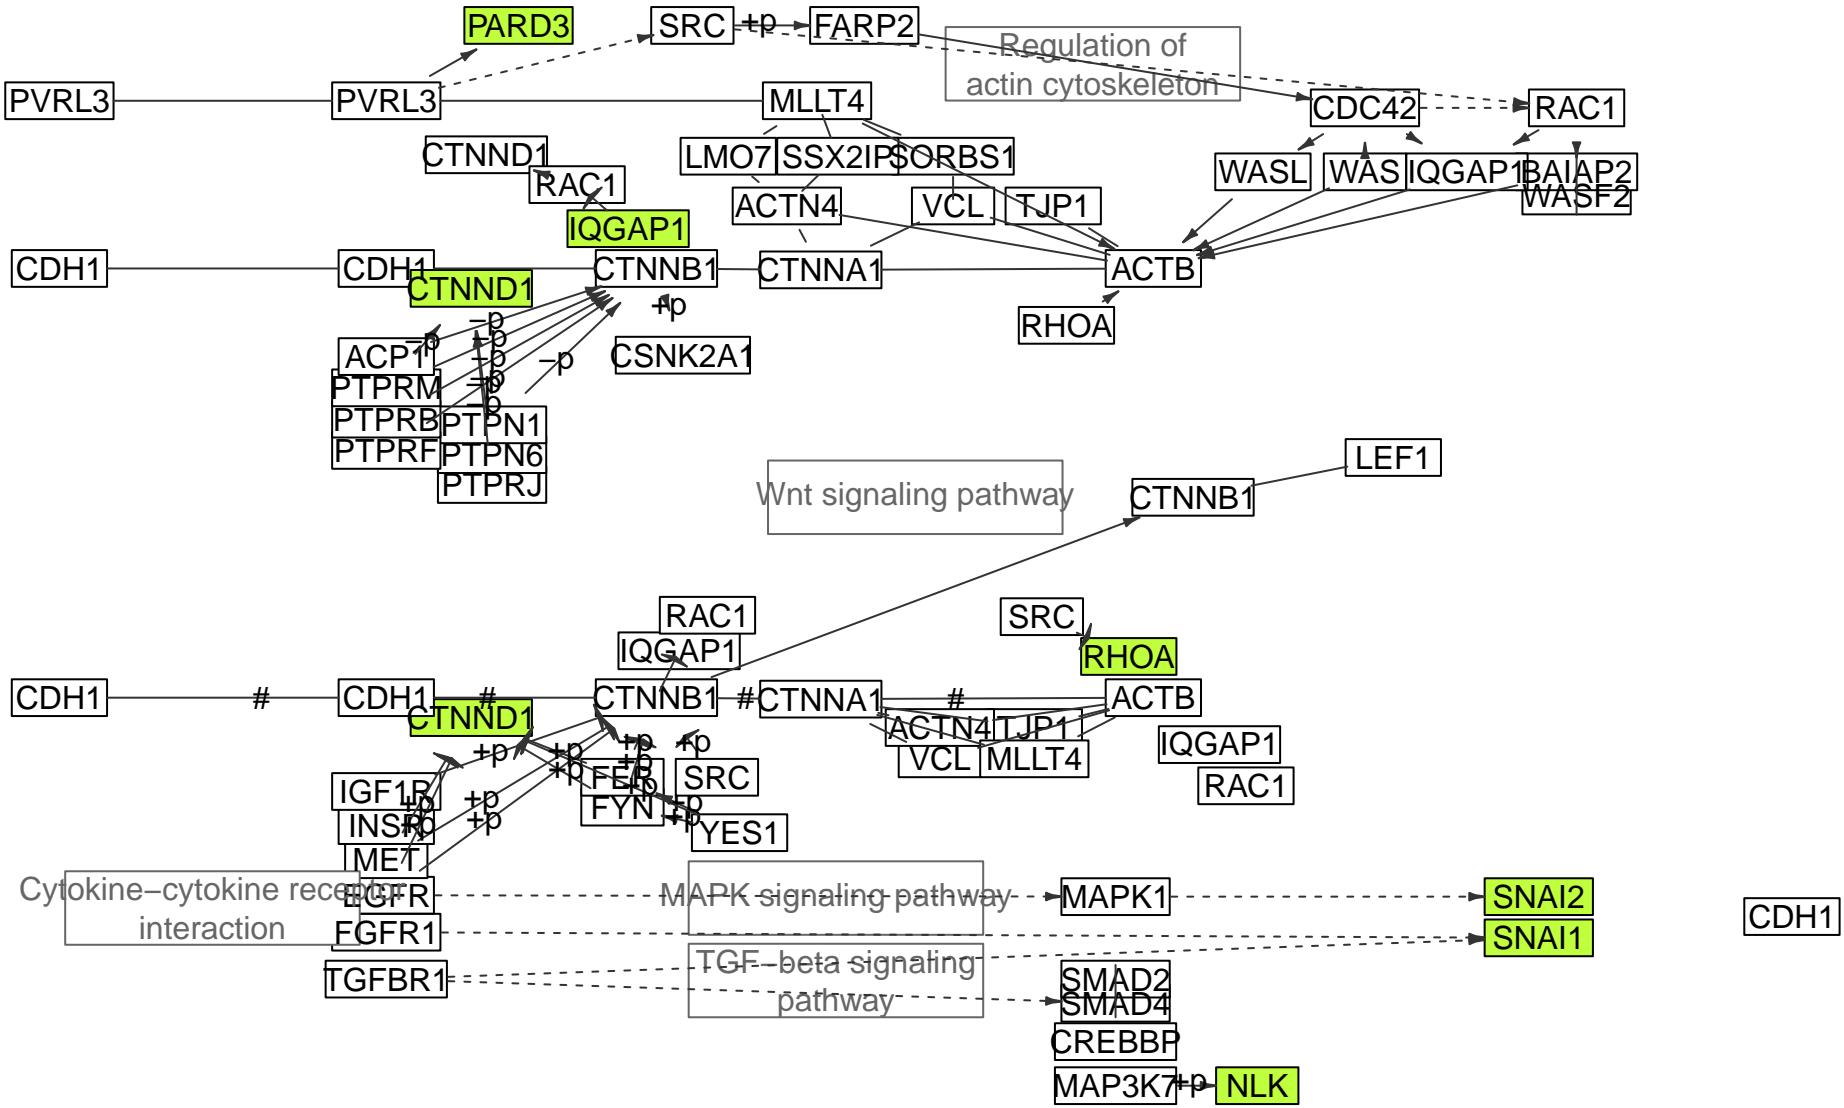 PARD3
SRC
+p
FARP2
Regulation of
actin cytoskeleton
PVRL3
PVRL3
MLLT4
CDC42
RAC1
CTNND1
LMO7
SSX2IP
SORBS1
WASL
WAS
IQGAP1
BAIAP2
RAC1
WASF2
ACTN4
VCL
TJP1
IQGAP1
CDH1
CDH1
CTNNB1
CTNNA1
ACTB
CTNND1
+p
RHOA
−p
−p
−p
ACP1
CSNK2A1
−p
−p
PTPRM
−p
−p
−p
PTPRB
PTPN1
PTPRF
PTPN6
LEF1
PTPRJ
Wnt signaling pathway
CTNNB1
RAC1
SRC
IQGAP1
RHOA
CDH1
#
CDH1
#
CTNNB1
#
CTNNA1
#
ACTB
CTNND1
ACTN4
TJP1
IQGAP1
+p
+p
+p
+p
VCL
MLLT4
+p
+p
FER
SRC
RAC1
IGF1R
+p
+p
+p
+p
FYN
INSR
+p
+p
+p
YES1
MET
Cytokine−cytokine receptor
interaction
EGFR
MAPK signaling pathway
MAPK1
SNAI2
CDH1
FGFR1
SNAI1
TGFBR1
TGF−beta signaling
pathway
SMAD2
SMAD4
CREBBP
MAP3K7
+p
NLK